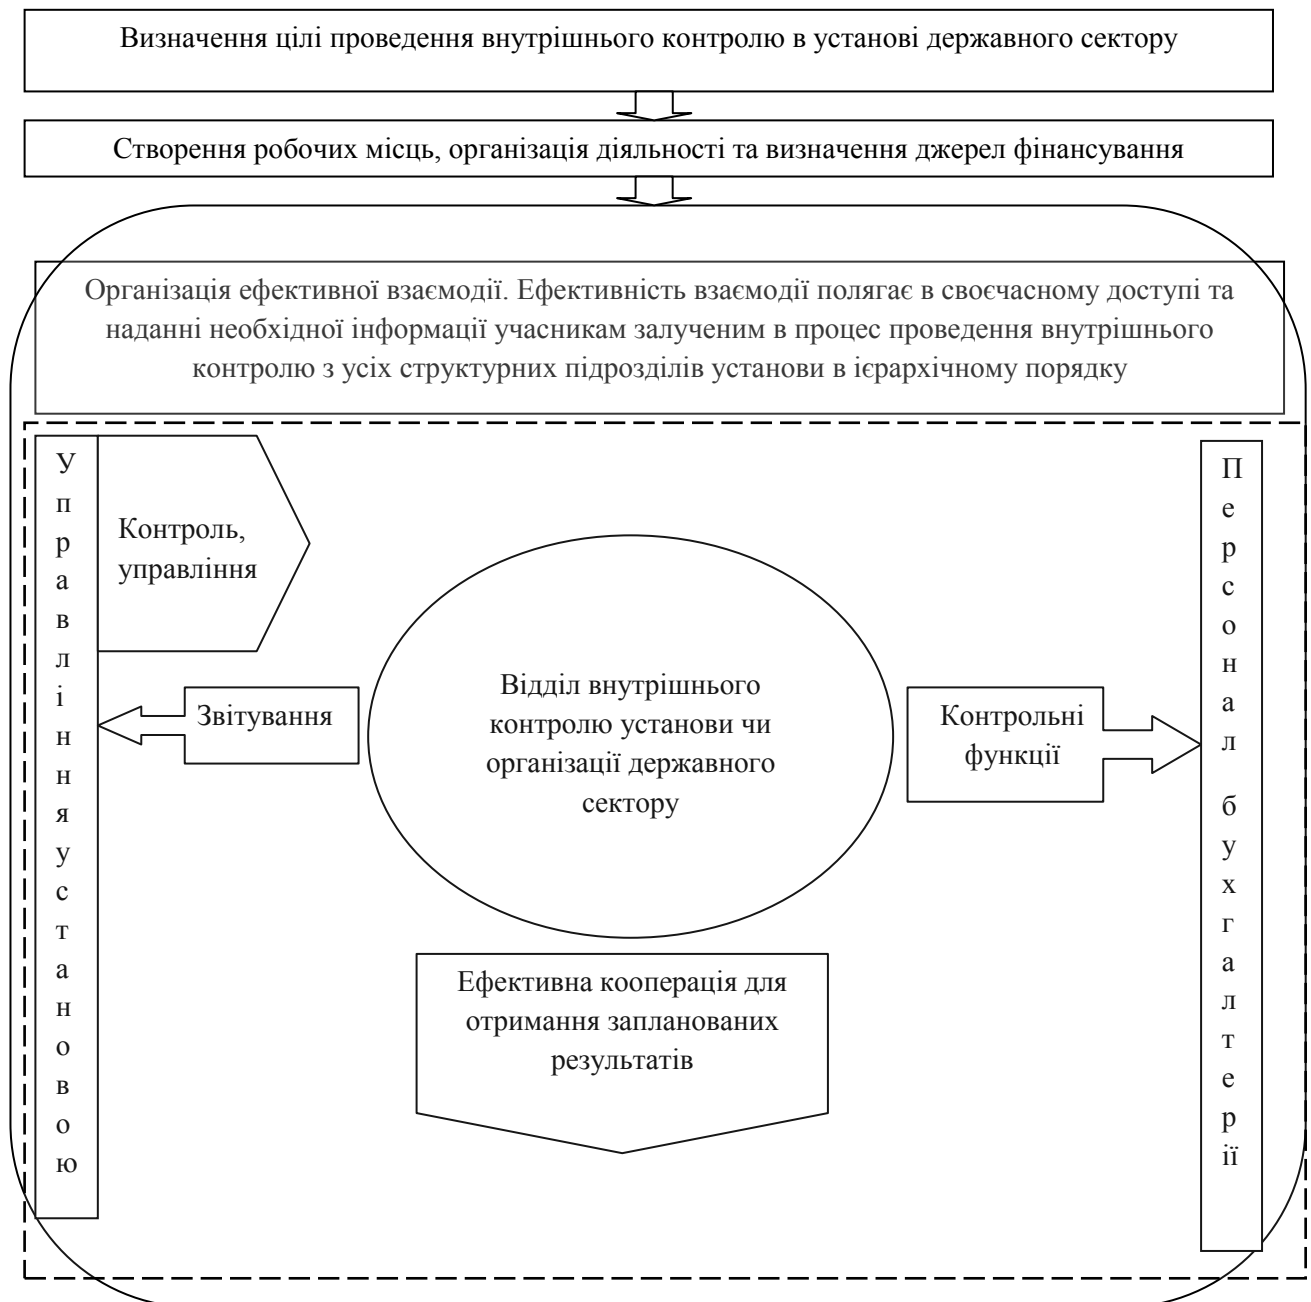 Визначення цілі проведення внутрішнього контролю в установі державного сектору
Створення робочих місць, організація діяльності та визначення джерел фінансування
Організація ефективної взаємодії. Ефективність взаємодії полягає в своєчасному доступі та
наданні необхідної інформації учасникам залученим в процес проведення внутрішнього
контролю з усіх структурних підрозділів установи в ієрархічному порядку
Управління установою
Контроль,
управління
Звітування
Відділ внутрішнього
контролю установи чи
організації державного
сектору
Контрольні
функції
Персонал бухгалтерії
Ефективна кооперація для
отримання запланованих
результатів